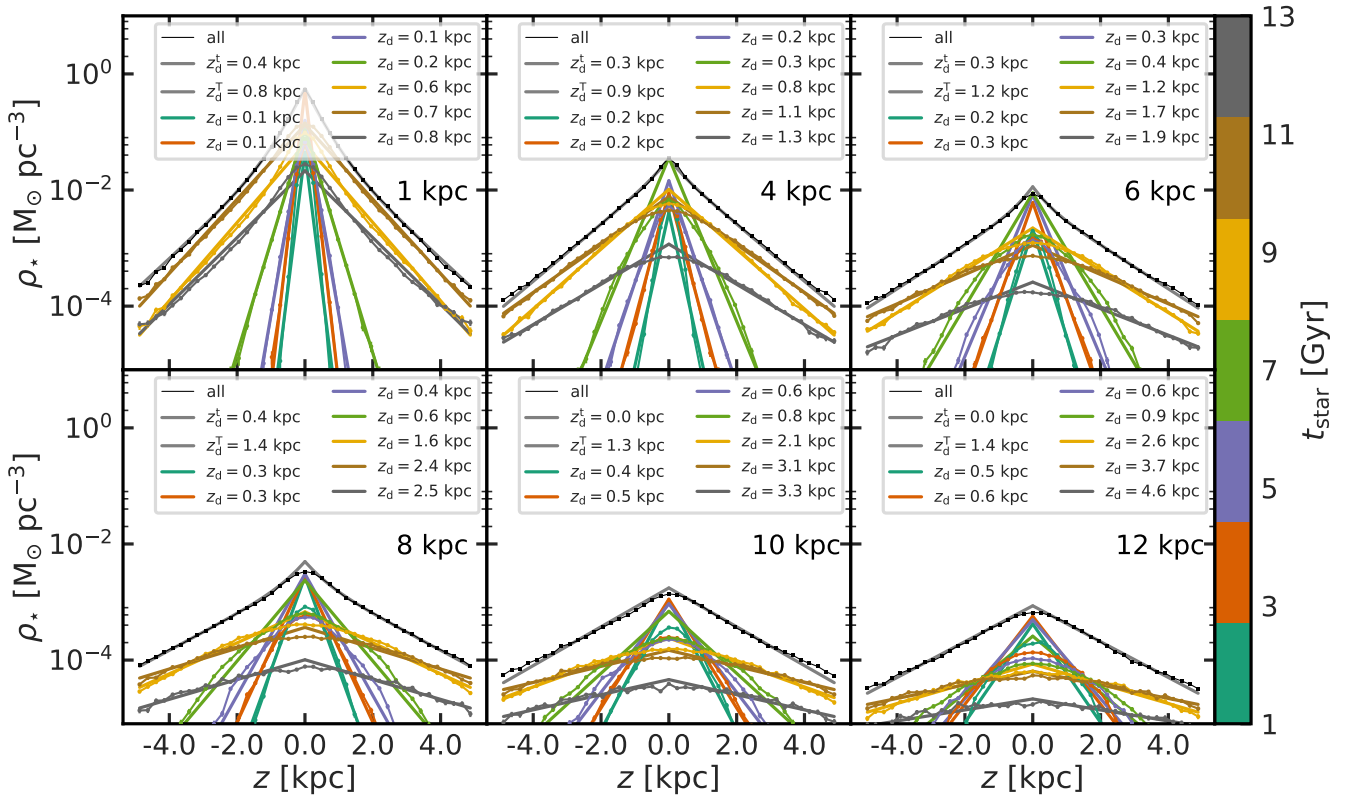 ρ⋆ [M⊙ pc⁻³]
10⁰
10⁻²
10⁻⁴
all
z_d^t = 0.4 kpc
z_d^T = 0.8 kpc
z_d = 0.1 kpc
z_d = 0.1 kpc
z_d = 0.1 kpc
z_d = 0.2 kpc
z_d = 0.6 kpc
z_d = 0.7 kpc
z_d = 0.8 kpc
1 kpc
all
z_d^t = 0.3 kpc
z_d^T = 0.9 kpc
z_d = 0.2 kpc
z_d = 0.2 kpc
z_d = 0.2 kpc
z_d = 0.3 kpc
z_d = 0.8 kpc
z_d = 1.1 kpc
z_d = 1.3 kpc
4 kpc
all
z_d^t = 0.3 kpc
z_d^T = 1.2 kpc
z_d = 0.2 kpc
z_d = 0.3 kpc
z_d = 0.3 kpc
z_d = 0.4 kpc
z_d = 1.2 kpc
z_d = 1.7 kpc
z_d = 1.9 kpc
6 kpc
ρ⋆ [M⊙ pc⁻³]
10⁰
10⁻²
10⁻⁴
all
z_d^t = 0.4 kpc
z_d^T = 1.4 kpc
z_d = 0.3 kpc
z_d = 0.3 kpc
z_d = 0.4 kpc
z_d = 0.6 kpc
z_d = 1.6 kpc
z_d = 2.4 kpc
z_d = 2.5 kpc
8 kpc
all
z_d^t = 0.0 kpc
z_d^T = 1.3 kpc
z_d = 0.4 kpc
z_d = 0.5 kpc
z_d = 0.6 kpc
z_d = 0.8 kpc
z_d = 2.1 kpc
z_d = 3.1 kpc
z_d = 3.3 kpc
10 kpc
all
z_d^t = 0.0 kpc
z_d^T = 1.4 kpc
z_d = 0.5 kpc
z_d = 0.6 kpc
z_d = 0.6 kpc
z_d = 0.9 kpc
z_d = 2.6 kpc
z_d = 3.7 kpc
z_d = 4.6 kpc
12 kpc
-4.0 -2.0 0.0 2.0 4.0
-4.0 -2.0 0.0 2.0 4.0
-4.0 -2.0 0.0 2.0 4.0
z [kpc]
z [kpc]
z [kpc]
13
11
9
7
5
3
1
t_star [Gyr]